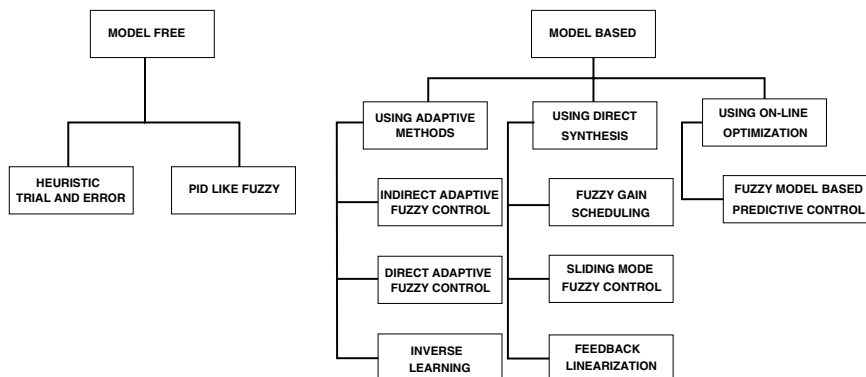 MODEL FREE
HEURISTIC
TRIAL AND ERROR
PID LIKE FUZZY
MODEL BASED
USING ADAPTIVE
METHODS
INDIRECT ADAPTIVE
FUZZY CONTROL
DIRECT ADAPTIVE
FUZZY CONTROL
INVERSE
LEARNING
USING DIRECT
SYNTHESIS
FUZZY GAIN
SCHEDULING
SLIDING MODE
FUZZY CONTROL
FEEDBACK
LINEARIZATION
USING ON-LINE
OPTIMIZATION
FUZZY MODEL BASED
PREDICTIVE CONTROL